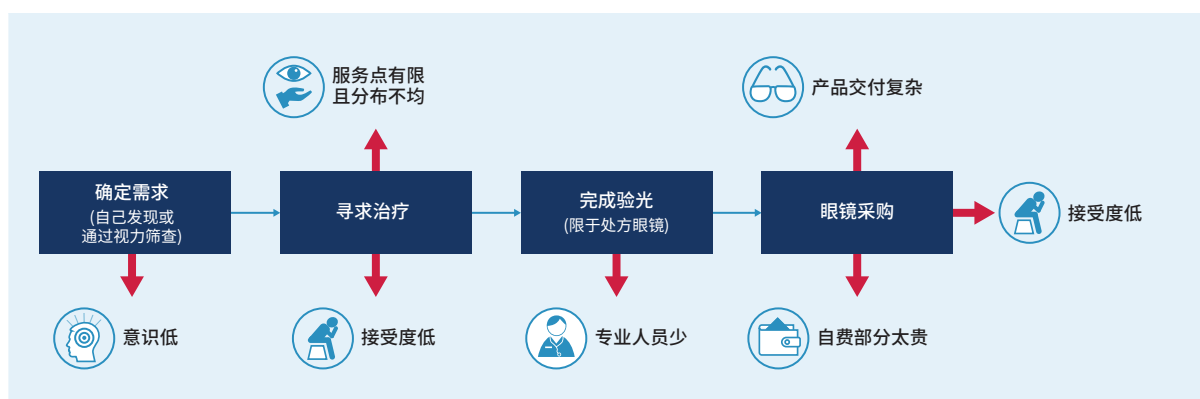 服务点有限
且分布不均
产品交付复杂
确定需求
(自己发现或
通过视力筛查)
寻求治疗
完成验光
(限于处方眼镜)
眼镜采购
接受度低
意识低
接受度低
专业人员少
自费部分太贵